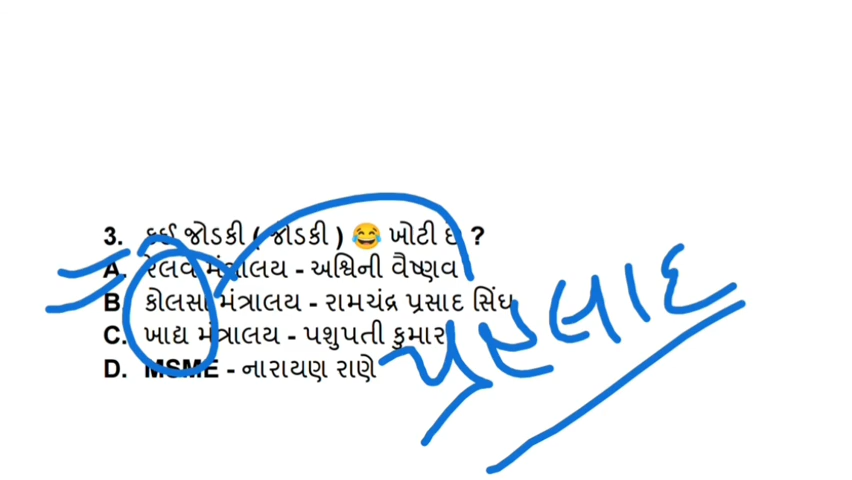 3. કઈ જોડકી ( જોડકી ) 😂 ખોટી છે ?
A. રેલવે મંત્રાલય - અશ્વિની વૈષ્ણવ
B. કોલસા મંત્રાલય - રામચંદ્ર પ્રસાદ સિંઘ
C. ખાદ્ય મંત્રાલય - પશુપતી કુમાર
D. MSME - નારાયણ રાણે
પ્રહલાદ